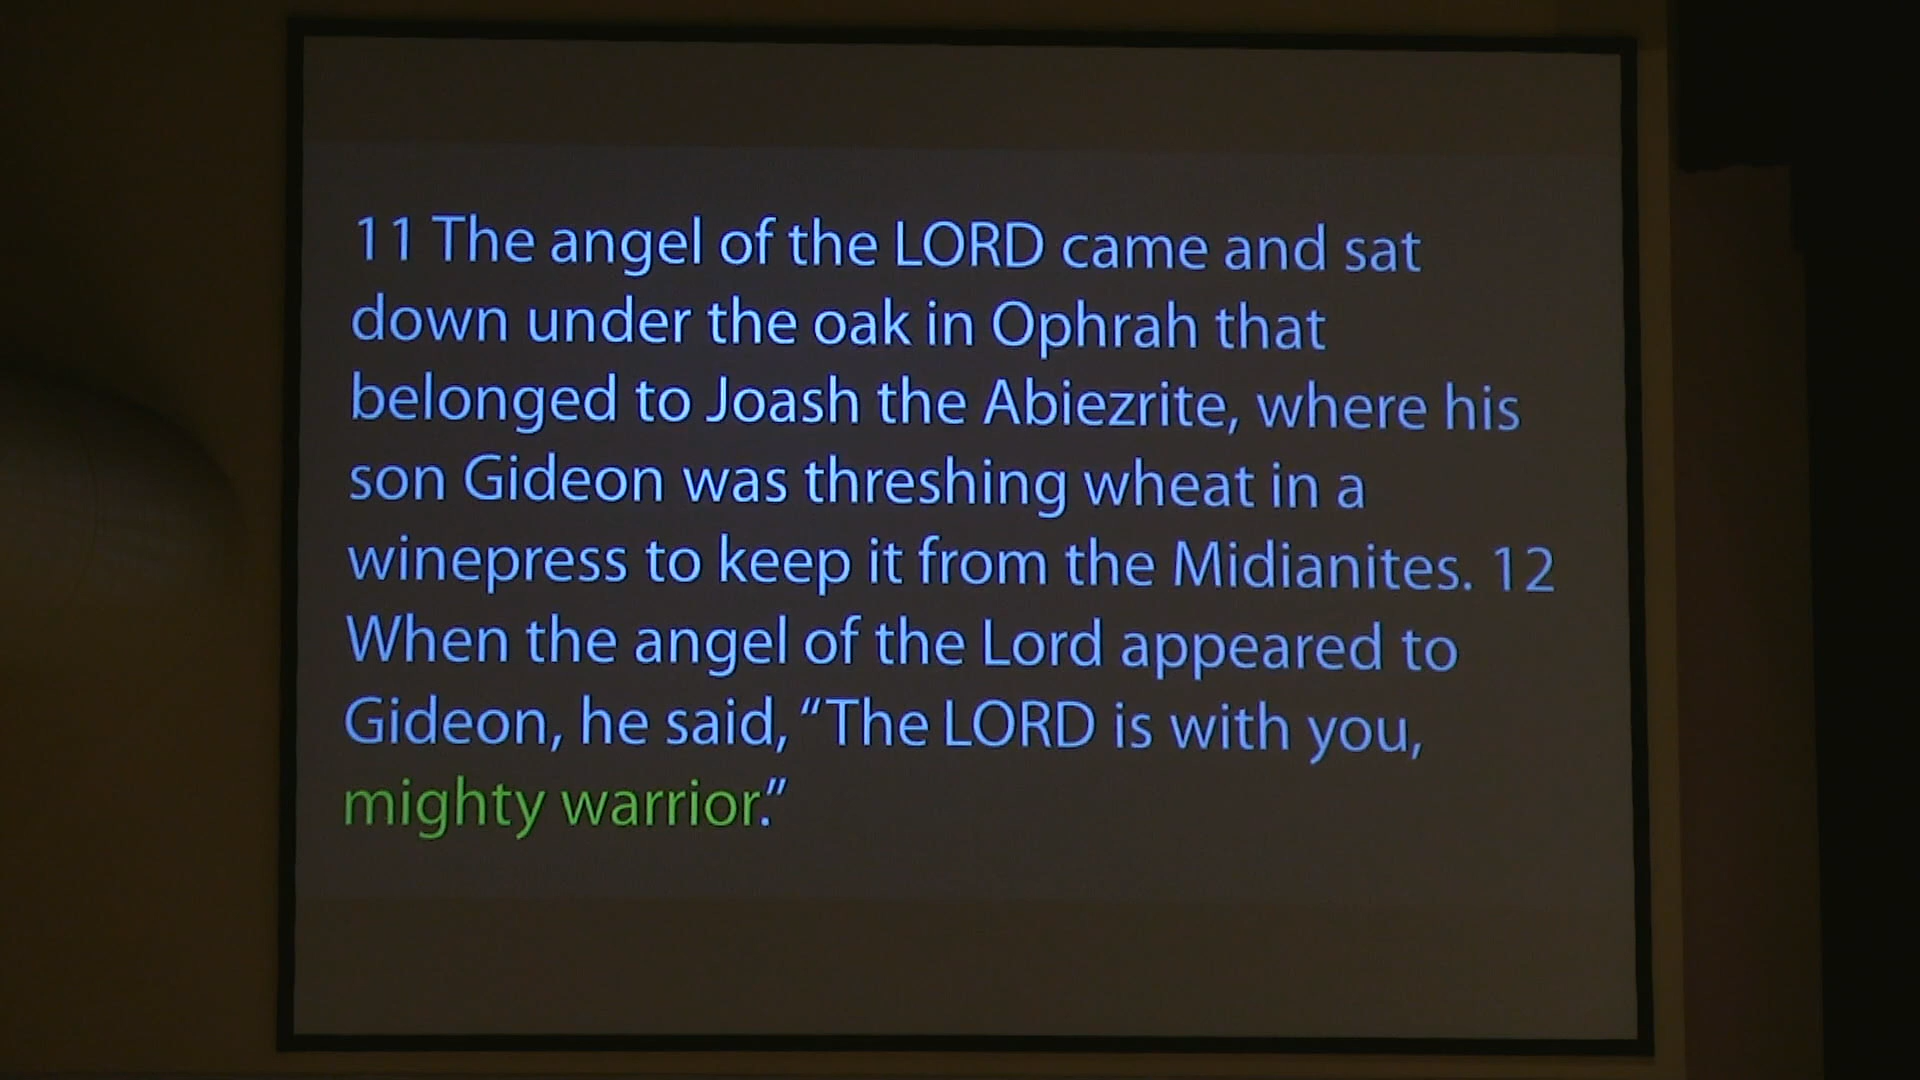 11 The angel of the LORD came and sat
down under the oak in Ophrah that
belonged to Joash the Abiezrite, where his
son Gideon was threshing wheat in a
winepress to keep it from the Midianites. 12
When the angel of the Lord appeared to
Gideon, he said, “The LORD is with you,
mighty warrior.”